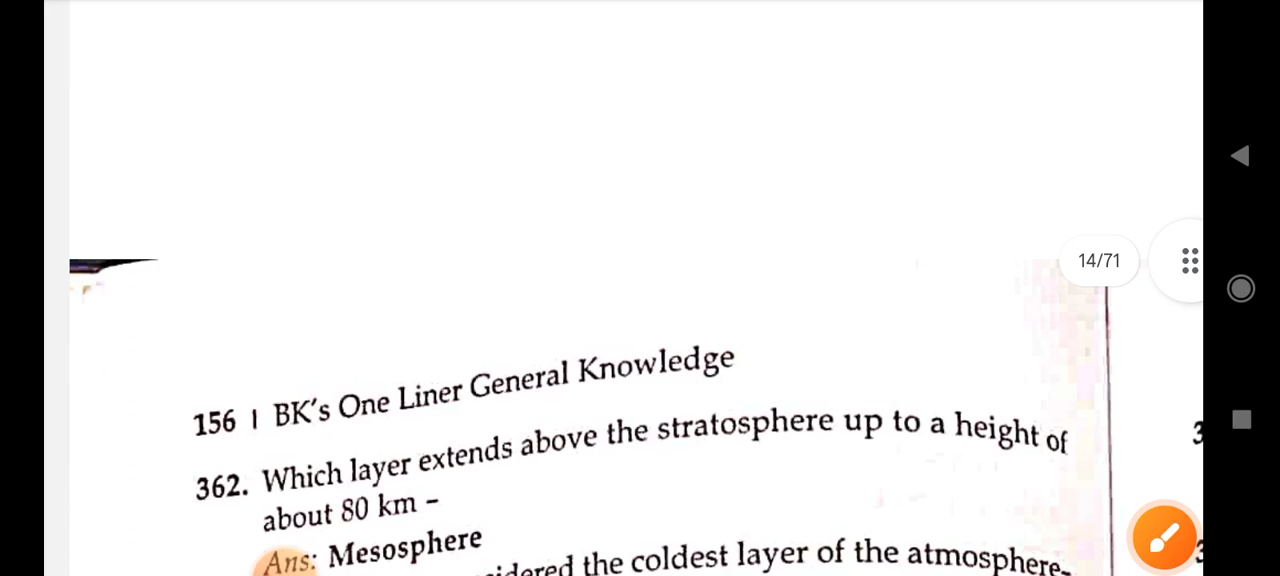 14/71
156 | BK's One Liner General Knowledge
362. Which layer extends above the stratosphere up to a height of
about 80 km –
Ans: Mesosphere
the coldest layer of the atmosphere-